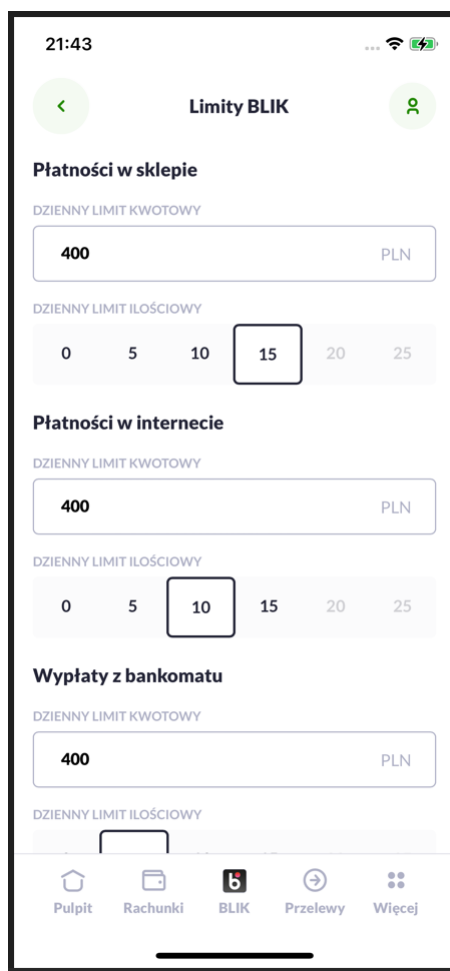 21:43
Limity BLIK
Płatności w sklepie
DZIENNY LIMIT KWOTOWY
400 PLN
DZIENNY LIMIT ILOŚCIOWY
0 5 10 15 20 25
Płatności w internecie
DZIENNY LIMIT KWOTOWY
400 PLN
DZIENNY LIMIT ILOŚCIOWY
0 5 10 15 20 25
Wypłaty z bankomatu
DZIENNY LIMIT KWOTOWY
400 PLN
DZIENNY LIMIT ILOŚCIOWY
Pulpit Rachunki BLIK Przelewy Więcej